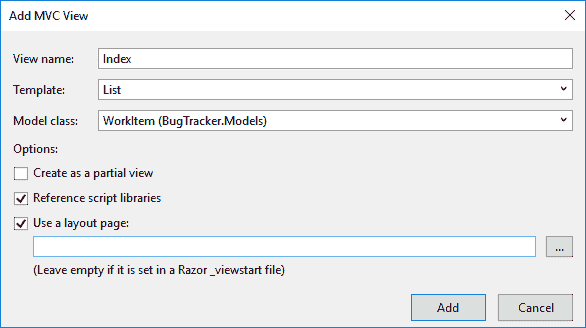 Add MVC View
View name: Index
Template: List
Model class: WorkItem (BugTracker.Models)
Options:
Create as a partial view
Reference script libraries
Use a layout page:
...
(Leave empty if it is set in a Razor _viewstart file)
Add Cancel